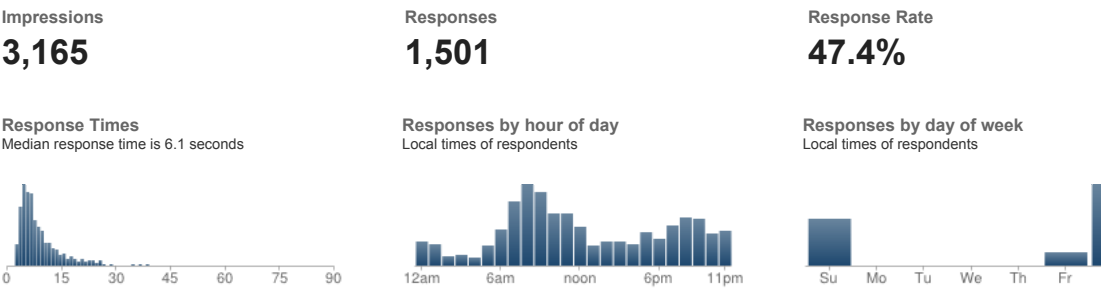 Impressions
3,165
Responses
1,501
Response Rate
47.4%
Response Times
Median response time is 6.1 seconds
0 15 30 45 60 75 90
Responses by hour of day
Local times of respondents
12am 6am noon 6pm 11pm
Responses by day of week
Local times of respondents
Su Mo Tu We Th Fr